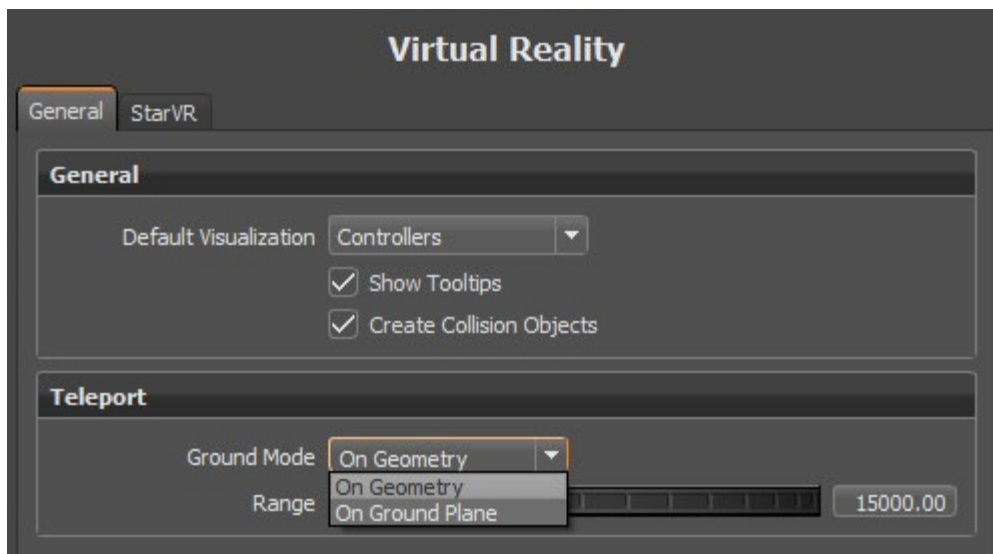 Virtual Reality
General StarVR
General
Default Visualization Controllers
Show Tooltips
Create Collision Objects
Teleport
Ground Mode On Geometry
On Geometry
Range 15000.00
On Ground Plane